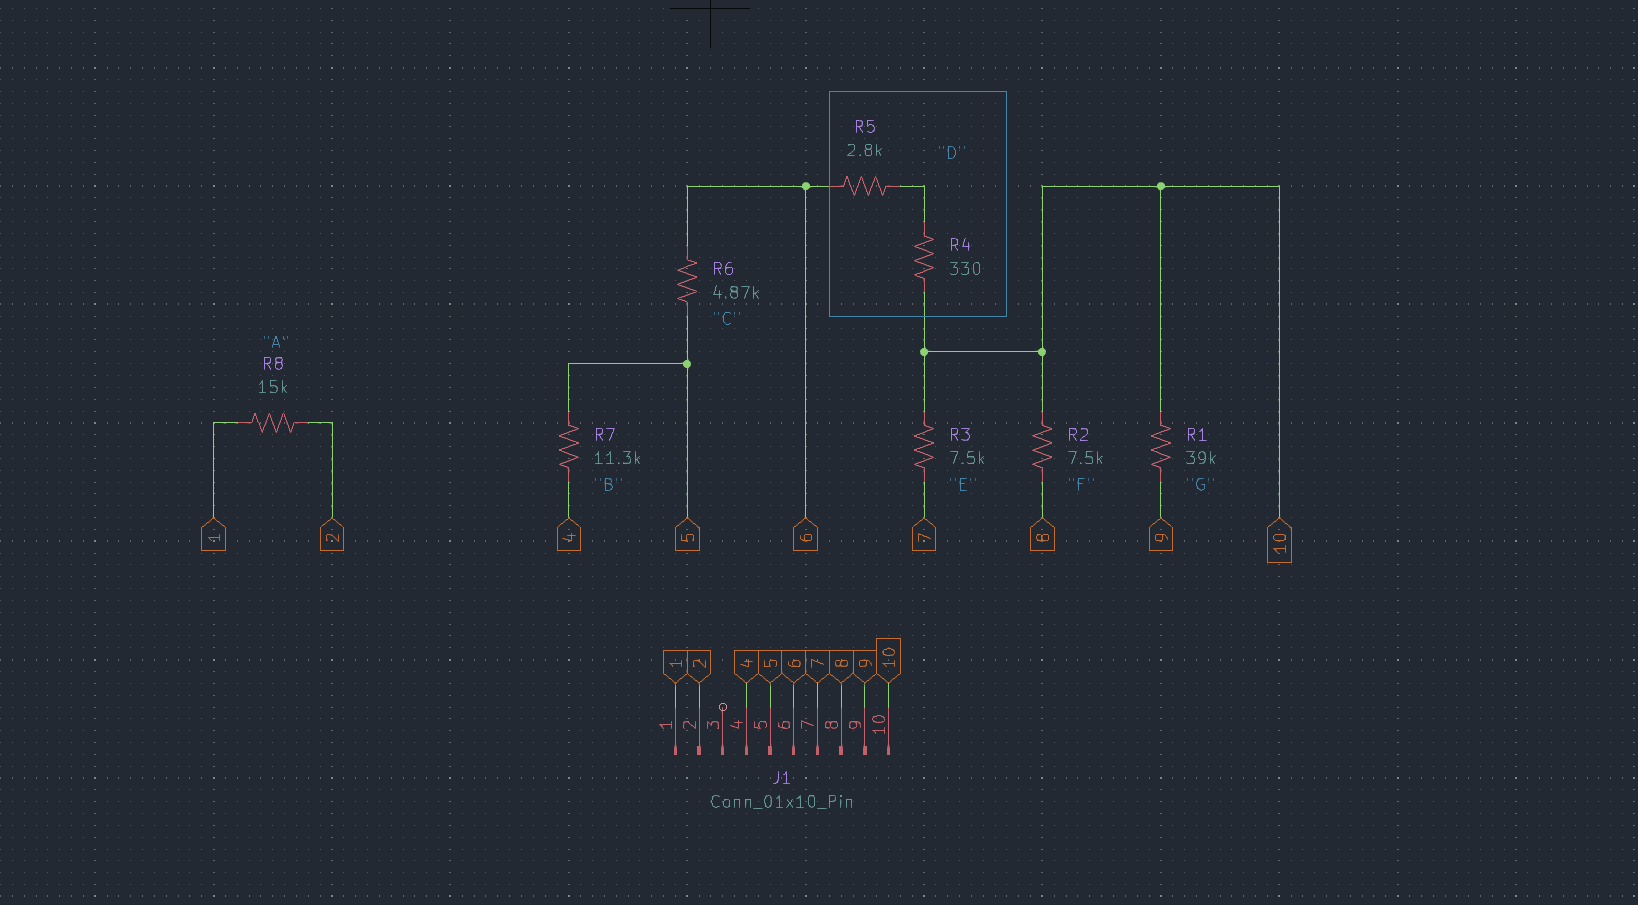 R5
2.8k
"D"
R4
330
R6
4.87k
"C"
"A"
R8
15k
R7
11.3k
"B"
R3
7.5k
"E"
R2
7.5k
"F"
R1
39k
"G"
1
2
4
5
6
7
8
9
10
1
2
4
5
6
7
8
9
10
1
2
3
4
5
6
7
8
9
10
J1
Conn_01x10_Pin